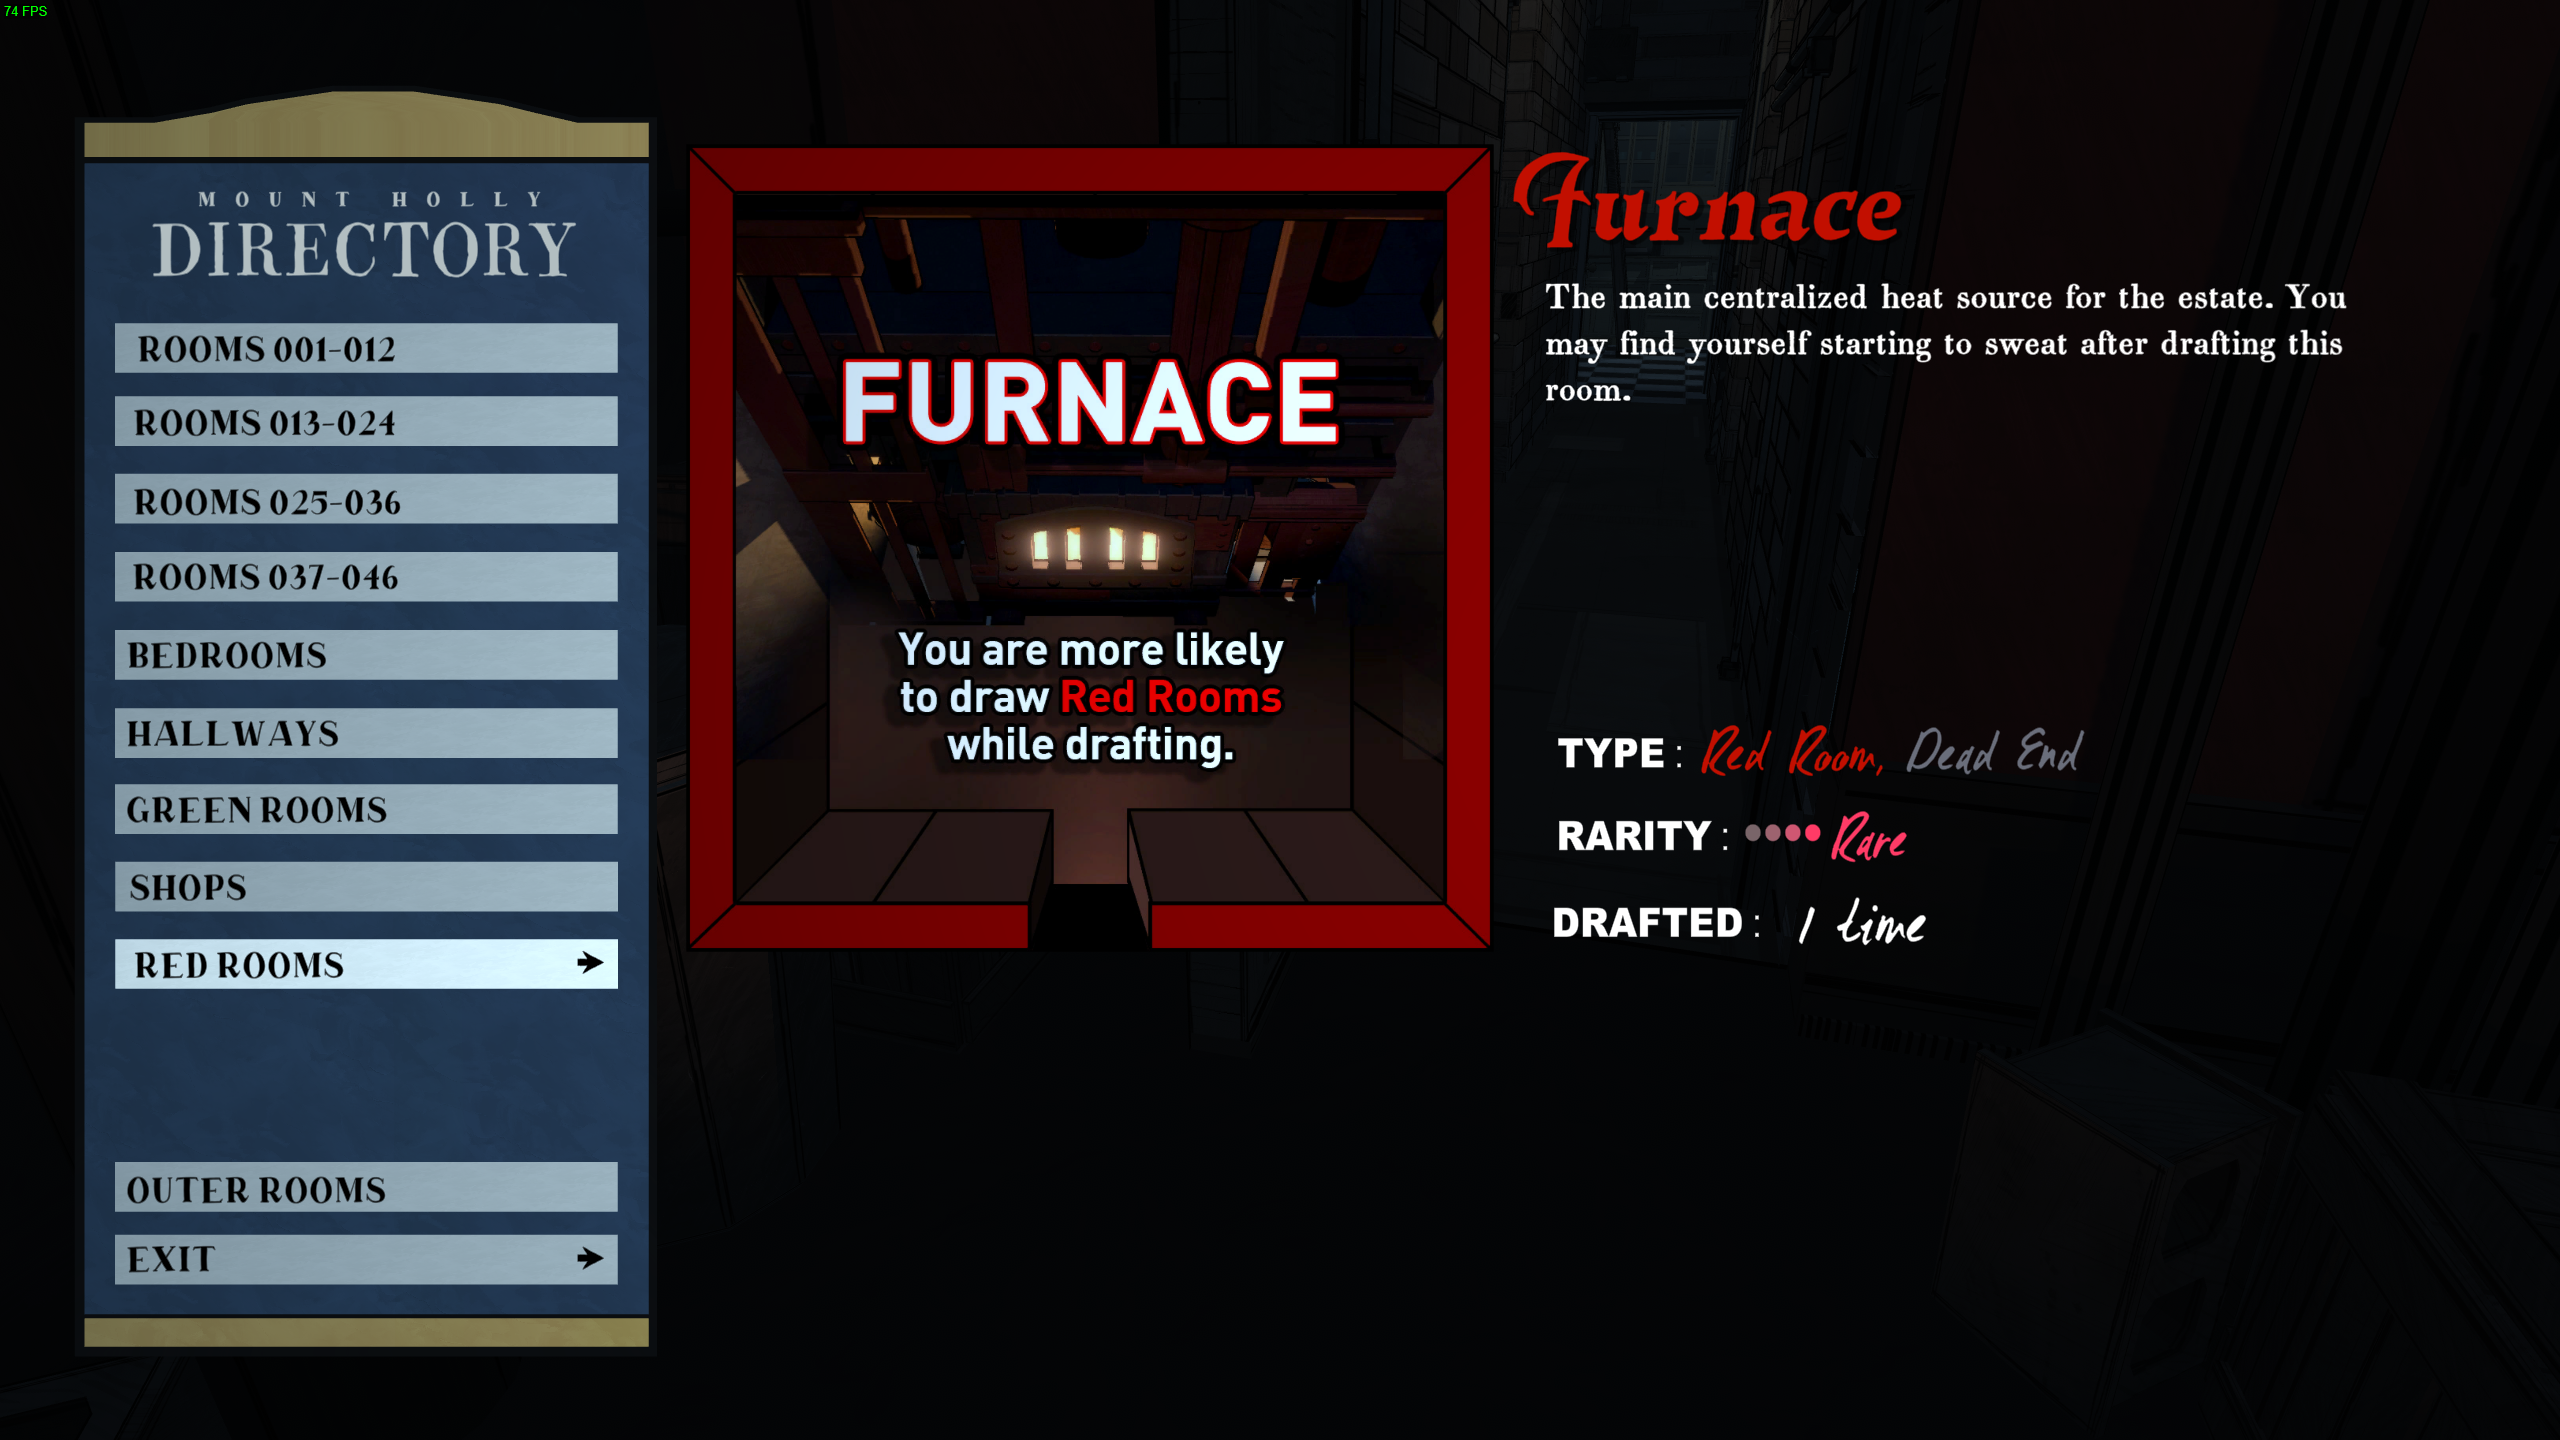 74 FPS
MOUNT HOLLY
DIRECTORY
ROOMS 001-012
ROOMS 013-024
ROOMS 025-036
ROOMS 037-046
BEDROOMS
HALLWAYS
GREEN ROOMS
SHOPS
RED ROOMS
OUTER ROOMS
EXIT
FURNACE
You are more likely
to draw Red Rooms
while drafting.
Furnace
The main centralized heat source for the estate. You
may find yourself starting to sweat after drafting this
room.
TYPE : Red Room, Dead End
RARITY : Rare
DRAFTED : 1 time